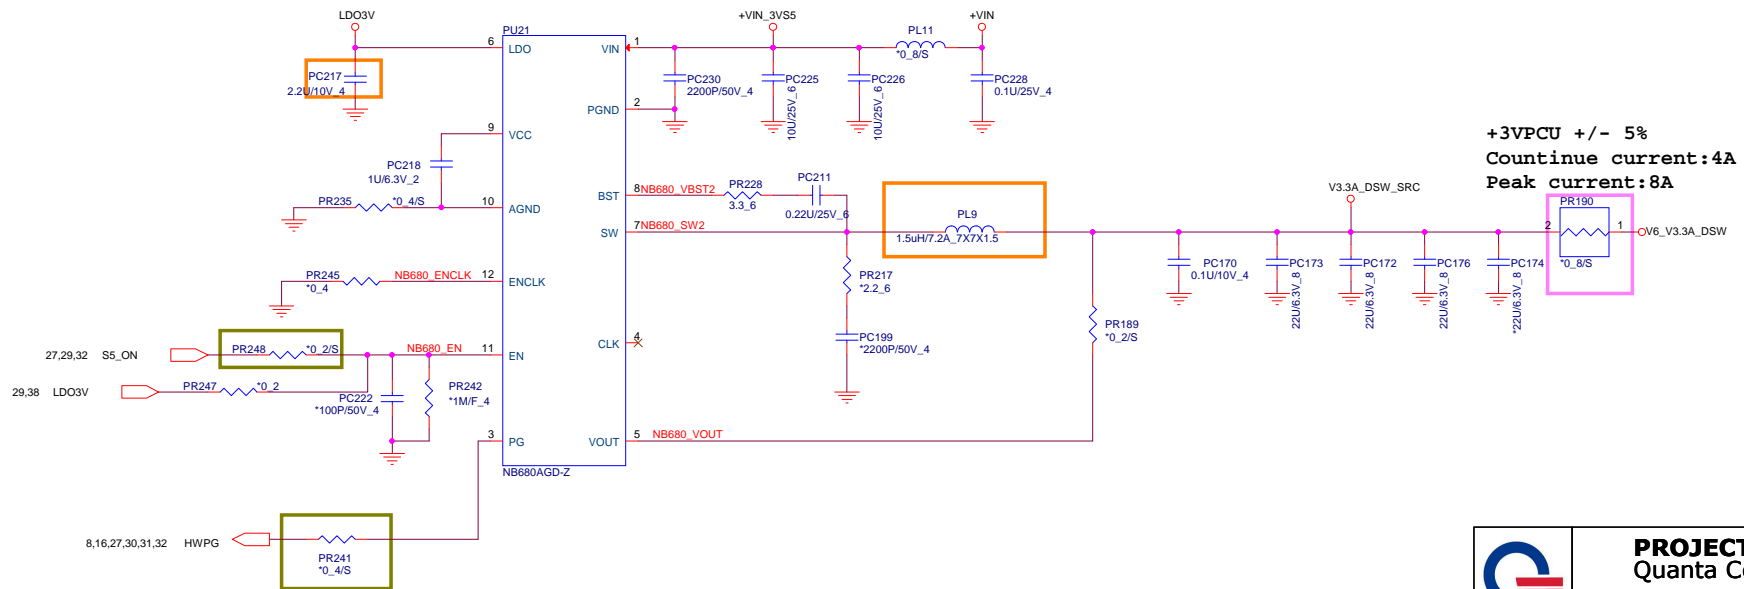 LDO3V
+VIN_3VS5
+VIN
PU21
PL11
*0_8/S
6
LDO
VIN
1
PC217
2.2U/10V_4
PC230
2200P/50V_4
PC225
10U/25V_6
PC226
10U/25V_6
PC228
0.1U/25V_4
PGND
2
9
VCC
PC218
1U/6.3V_2
+3VPCU +/- 5%
Countinue current:4A
Peak current:8A
PR235
*0_4/S
10
AGND
BST
8
NB680_VBST2
PR228
3.3_6
PC211
0.22U/25V_6
SW
7
NB680_SW2
PL9
1.5uH/7.2A_7X7X1.5
V3.3A_DSW_SRC
PR190
2
1
V6_V3.3A_DSW
*0_8/S
PR245
*0_4
NB680_ENCLK
12
ENCLK
PR217
*2.2_6
PC170
0.1U/10V_4
PC173
22U/6.3V_8
PC172
22U/6.3V_8
PC176
22U/6.3V_8
PC174
*22U/6.3V_8
27,29,32 S5_ON
PR248
*0_2/S
NB680_EN
11
EN
CLK
4
PC199
*2200P/50V_4
PR189
*0_2/S
29,38 LDO3V
PR247
*0_2
PC222
*100P/50V_4
PR242
*1M/F_4
3
PG
VOUT
5
NB680_VOUT
NB680AGD-Z
8,16,27,30,31,32 HWPG
PR241
*0_4/S
PROJECT
Quanta Co